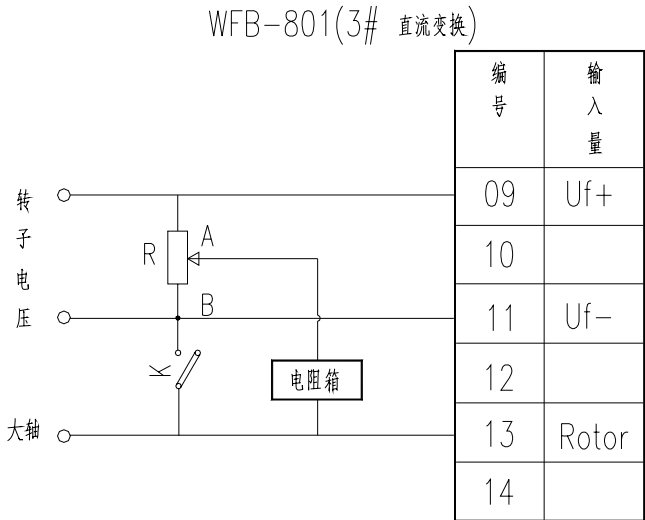 WFB-801(3# 直流变换)
编号 输入量
09 Uf+
10
11 Uf-
12
13 Rotor
14
转子电压
R
A
B
K
电阻箱
大轴